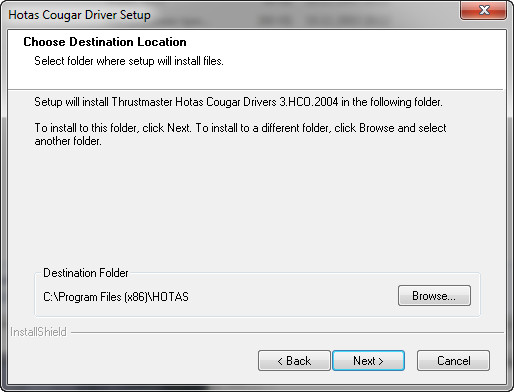 Hotas Cougar Driver Setup
Choose Destination Location
Select folder where setup will install files.
Setup will install Thrustmaster Hotas Cougar Drivers 3.HCO.2004 in the following folder.
To install to this folder, click Next. To install to a different folder, click Browse and select
another folder.
Destination Folder
C:\Program Files (x86)\HOTAS
Browse...
InstallShield
< Back
Next >
Cancel